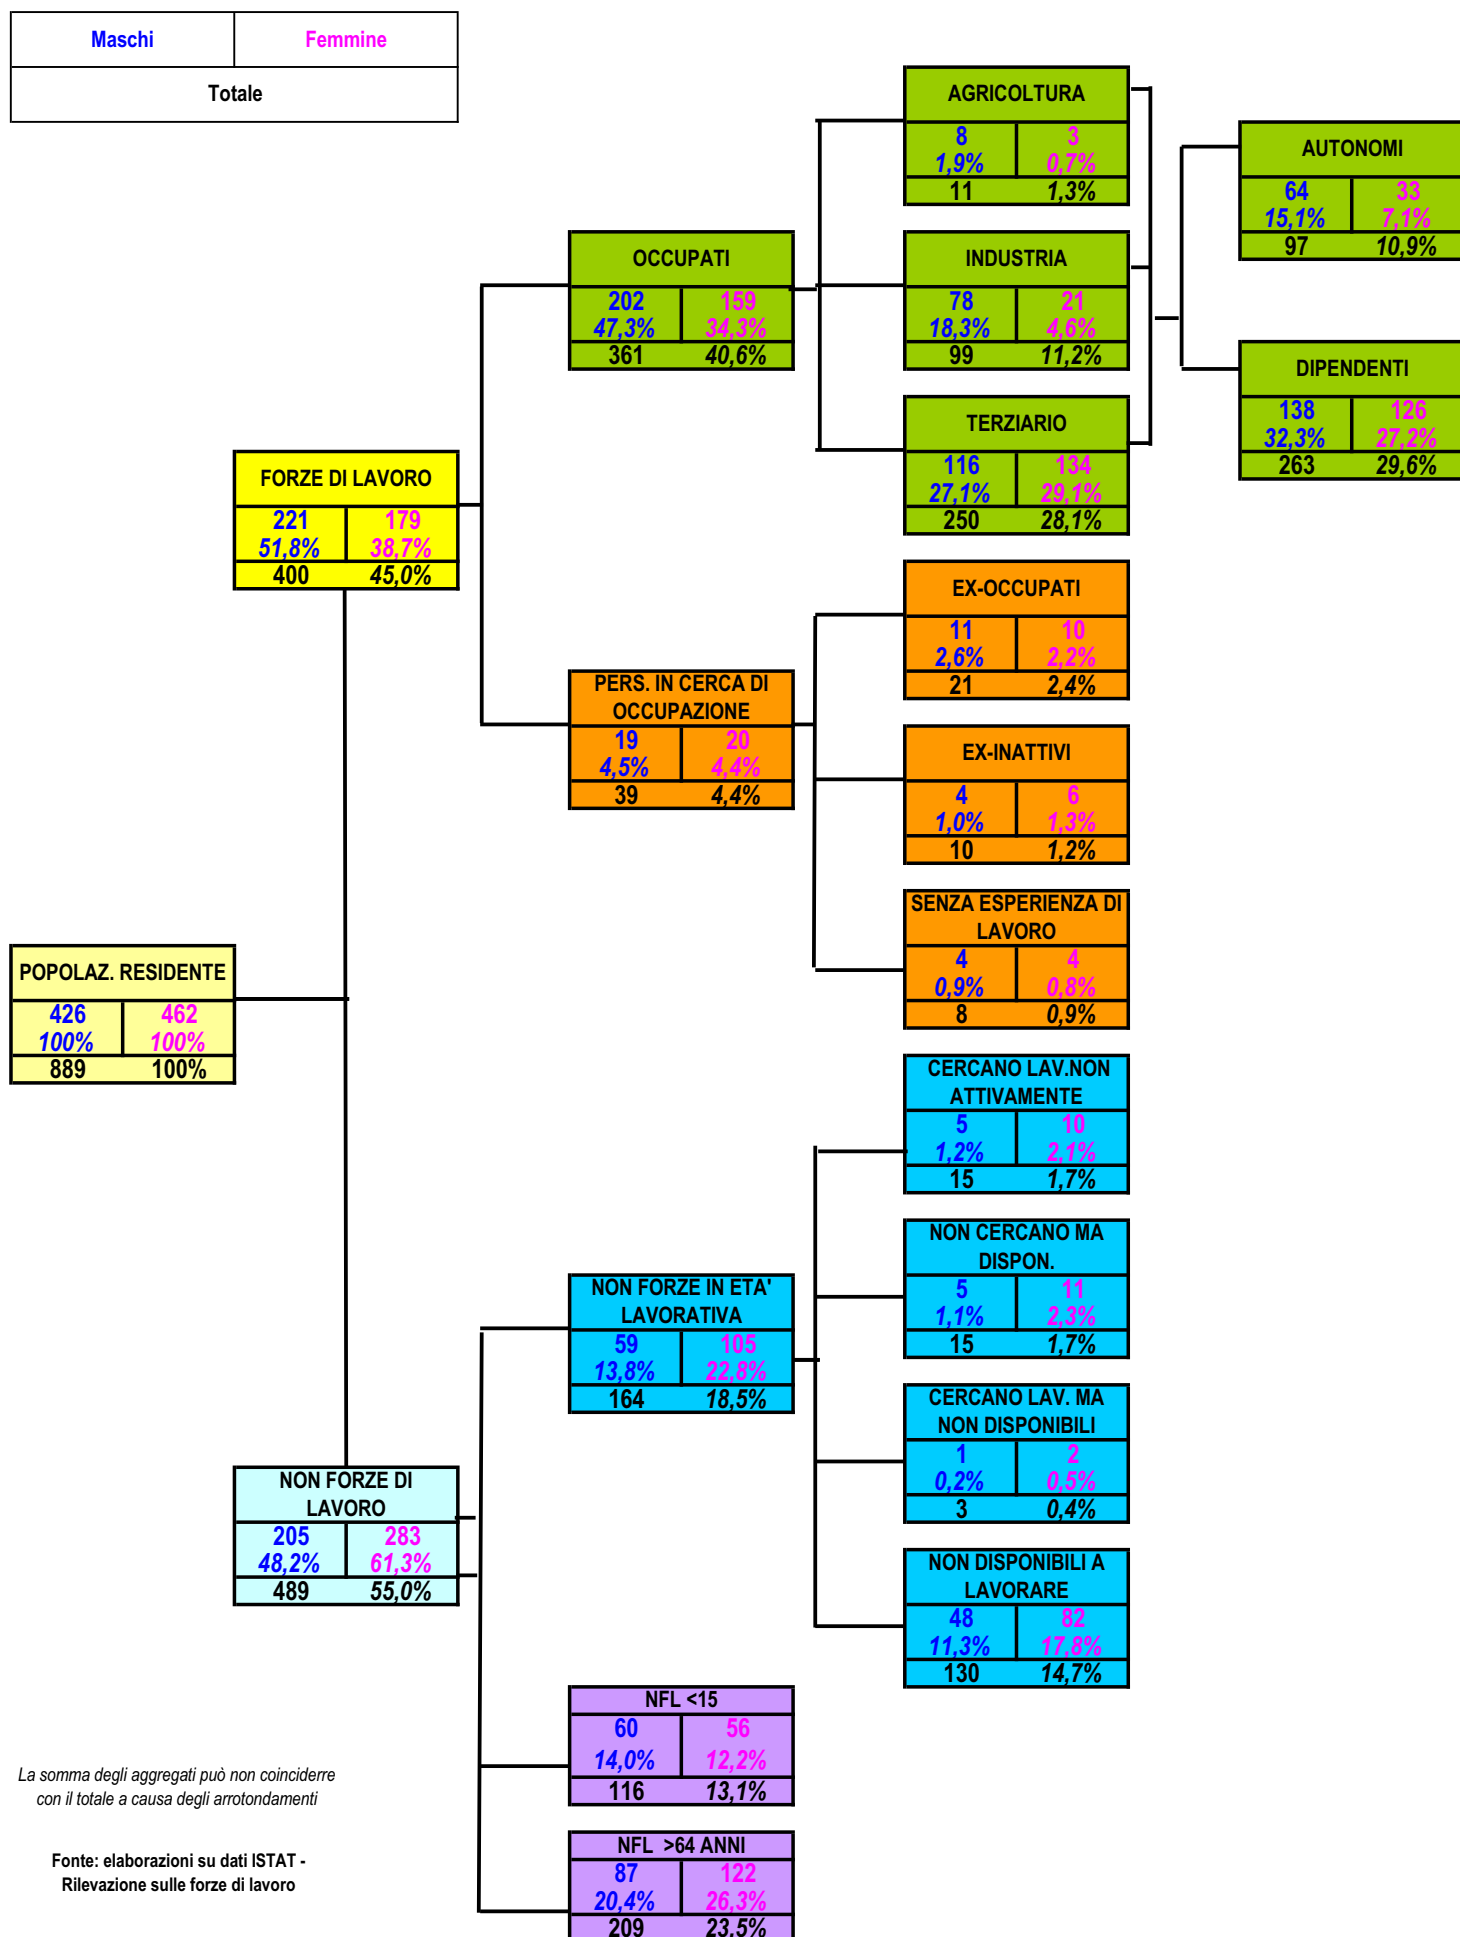 Maschi Femmine
Totale
AGRICOLTURA
8 3
1,9% 0,7%
11 1,3%
AUTONOMI
64 33
15,1% 7,1%
97 10,9%
OCCUPATI
202 159
47,3% 34,3%
361 40,6%
INDUSTRIA
78 21
18,3% 4,6%
99 11,2%
DIPENDENTI
138 126
32,3% 27,2%
263 29,6%
TERZIARIO
116 134
27,1% 29,1%
250 28,1%
FORZE DI LAVORO
221 179
51,8% 38,7%
400 45,0%
EX-OCCUPATI
11 10
2,6% 2,2%
21 2,4%
PERS. IN CERCA DI
OCCUPAZIONE
19 20
4,5% 4,4%
39 4,4%
EX-INATTIVI
4 6
1,0% 1,3%
10 1,2%
SENZA ESPERIENZA DI
LAVORO
4 4
0,9% 0,8%
8 0,9%
POPOLAZ. RESIDENTE
426 462
100% 100%
889 100%
CERCANO LAV.NON
ATTIVAMENTE
5 10
1,2% 2,1%
15 1,7%
NON CERCANO MA
DISPON.
5 11
1,1% 2,3%
15 1,7%
NON FORZE IN ETA'
LAVORATIVA
59 105
13,8% 22,8%
164 18,5%
CERCANO LAV. MA
NON DISPONIBILI
1 2
0,2% 0,5%
3 0,4%
NON FORZE DI
LAVORO
205 283
48,2% 61,3%
489 55,0%
NON DISPONIBILI A
LAVORARE
48 82
11,3% 17,8%
130 14,7%
NFL <15
60 56
14,0% 12,2%
116 13,1%
NFL >64 ANNI
87 122
20,4% 26,3%
209 23,5%
La somma degli aggregati può non coinciderre
con il totale a causa degli arrotondamenti
Fonte: elaborazioni su dati ISTAT -
Rilevazione sulle forze di lavoro